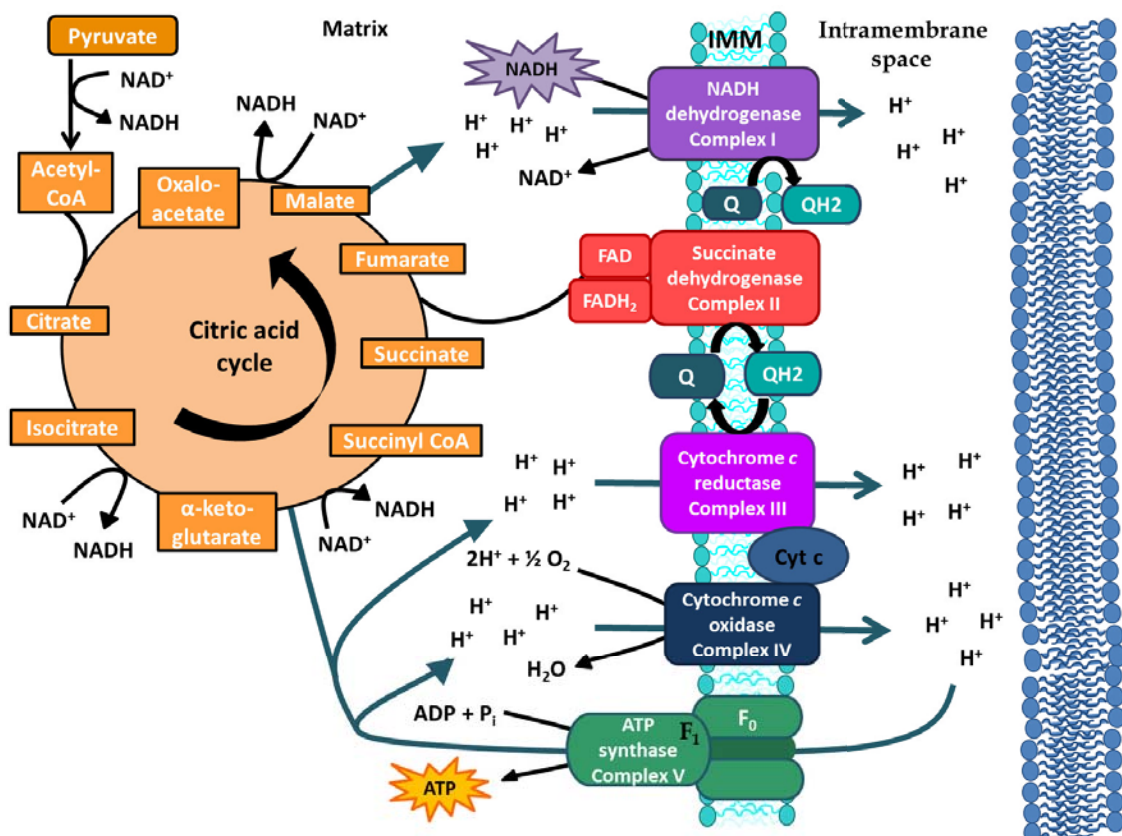 Pyruvate
NAD⁺
NADH
Acetyl-
CoA
Oxalo-
acetate
NADH
NAD⁺
Malate
Fumarate
Citrate
Citric acid
cycle
Succinate
Isocitrate
Succinyl CoA
α-keto-
glutarate
NAD⁺
NADH
NADH
NAD⁺
Matrix
IMM
Intramembrane
space
NADH
H⁺
H⁺
H⁺
H⁺
H⁺
NAD⁺
NADH
dehydrogenase
Complex I
H⁺
H⁺
H⁺
H⁺
Q
QH2
FAD
FADH₂
Succinate
dehydrogenase
Complex II
Q
QH2
H⁺
H⁺
H⁺
H⁺
Cytochrome c
reductase
Complex III
H⁺
H⁺
H⁺
H⁺
Cyt c
2H⁺ + ½ O₂
H⁺
H⁺
H⁺
H⁺
H₂O
Cytochrome c
oxidase
Complex IV
H⁺
H⁺
H⁺
H⁺
ADP + Pᵢ
ATP
ATP
synthase
Complex V
F₁
F₀